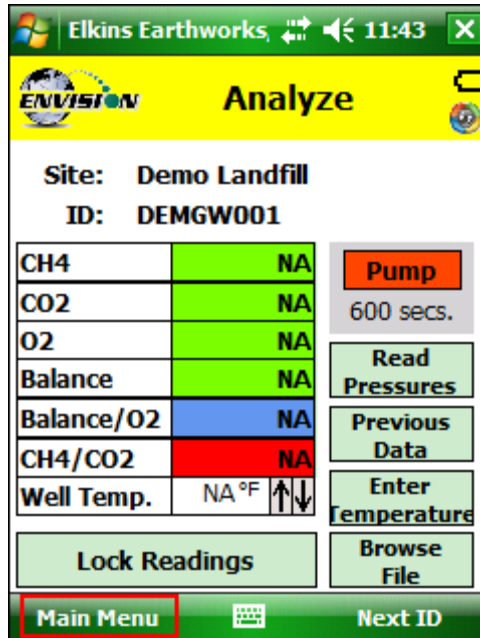 Elkins Earthworks, 11:43
ENVISION
Analyze
Site: Demo Landfill
ID: DEMGW001
CH4 NA
CO2 NA
O2 NA
Balance NA
Balance/O2 NA
CH4/CO2 NA
Well Temp. NA °F
Pump
600 secs.
Read
Pressures
Previous
Data
Enter
Temperature
Browse
File
Lock Readings
Main Menu
Next ID